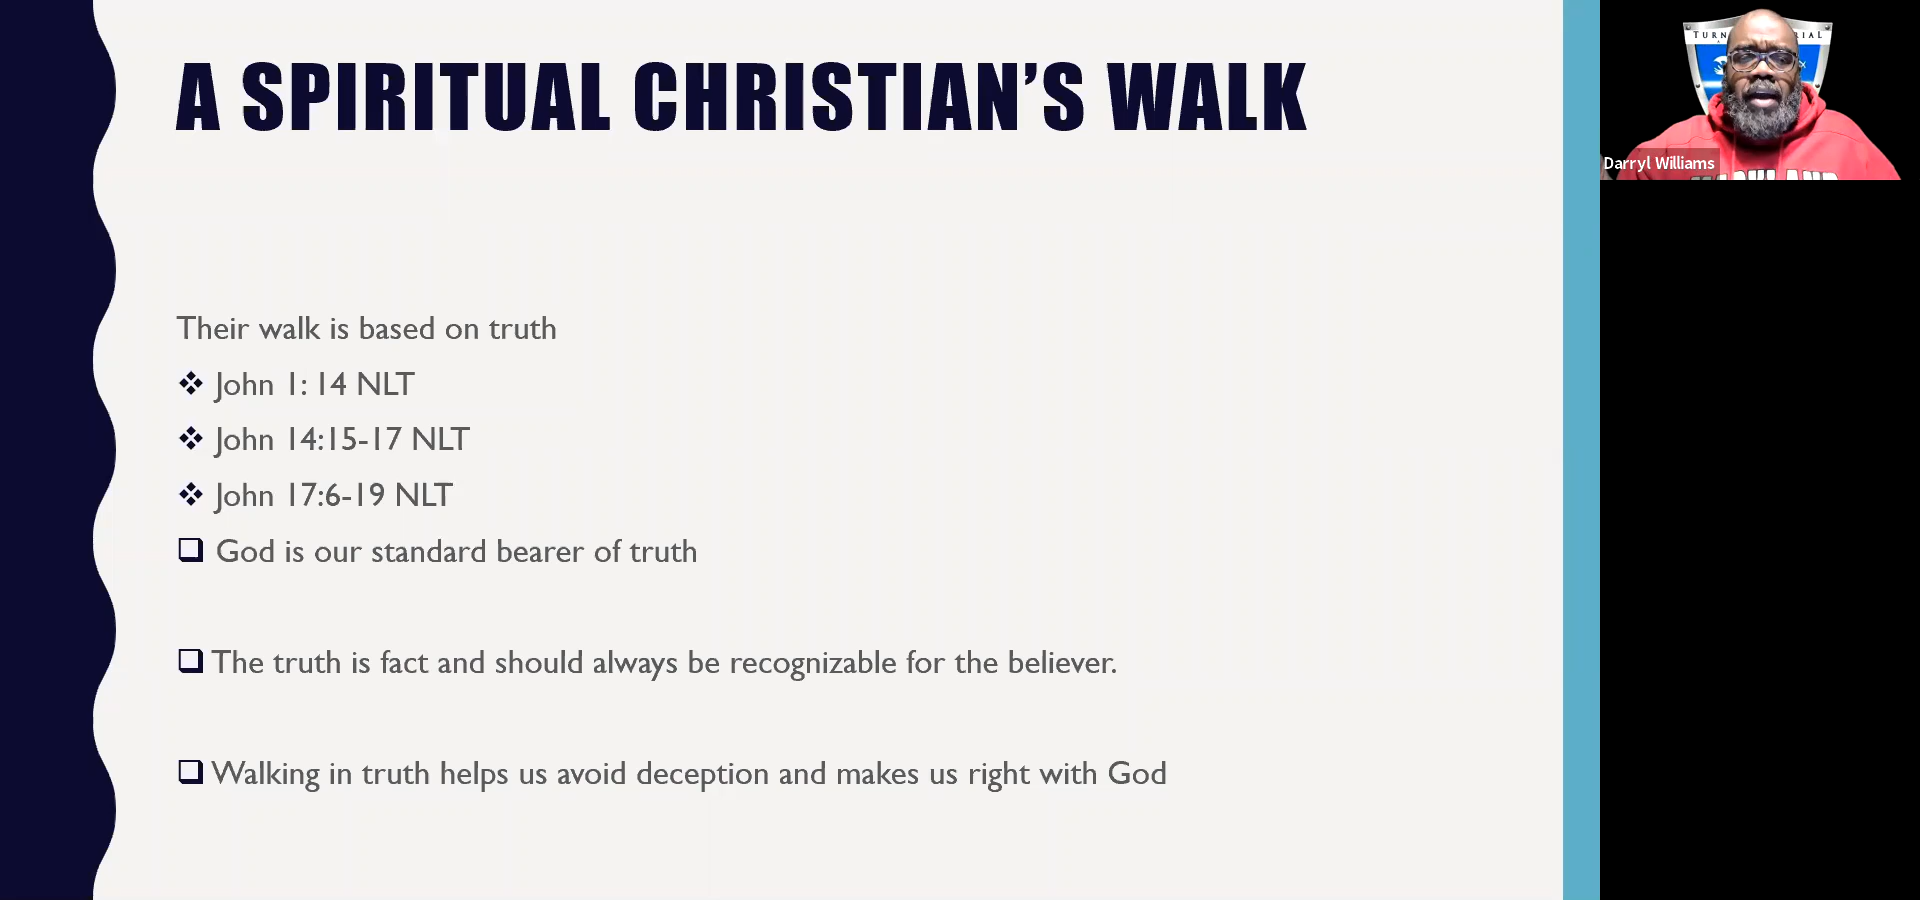 A SPIRITUAL CHRISTIAN'S WALK
Their walk is based on truth
John 1: 14 NLT
John 14:15-17 NLT
John 17:6-19 NLT
God is our standard bearer of truth
The truth is fact and should always be recognizable for the believer.
Walking in truth helps us avoid deception and makes us right with God
Darryl Williams